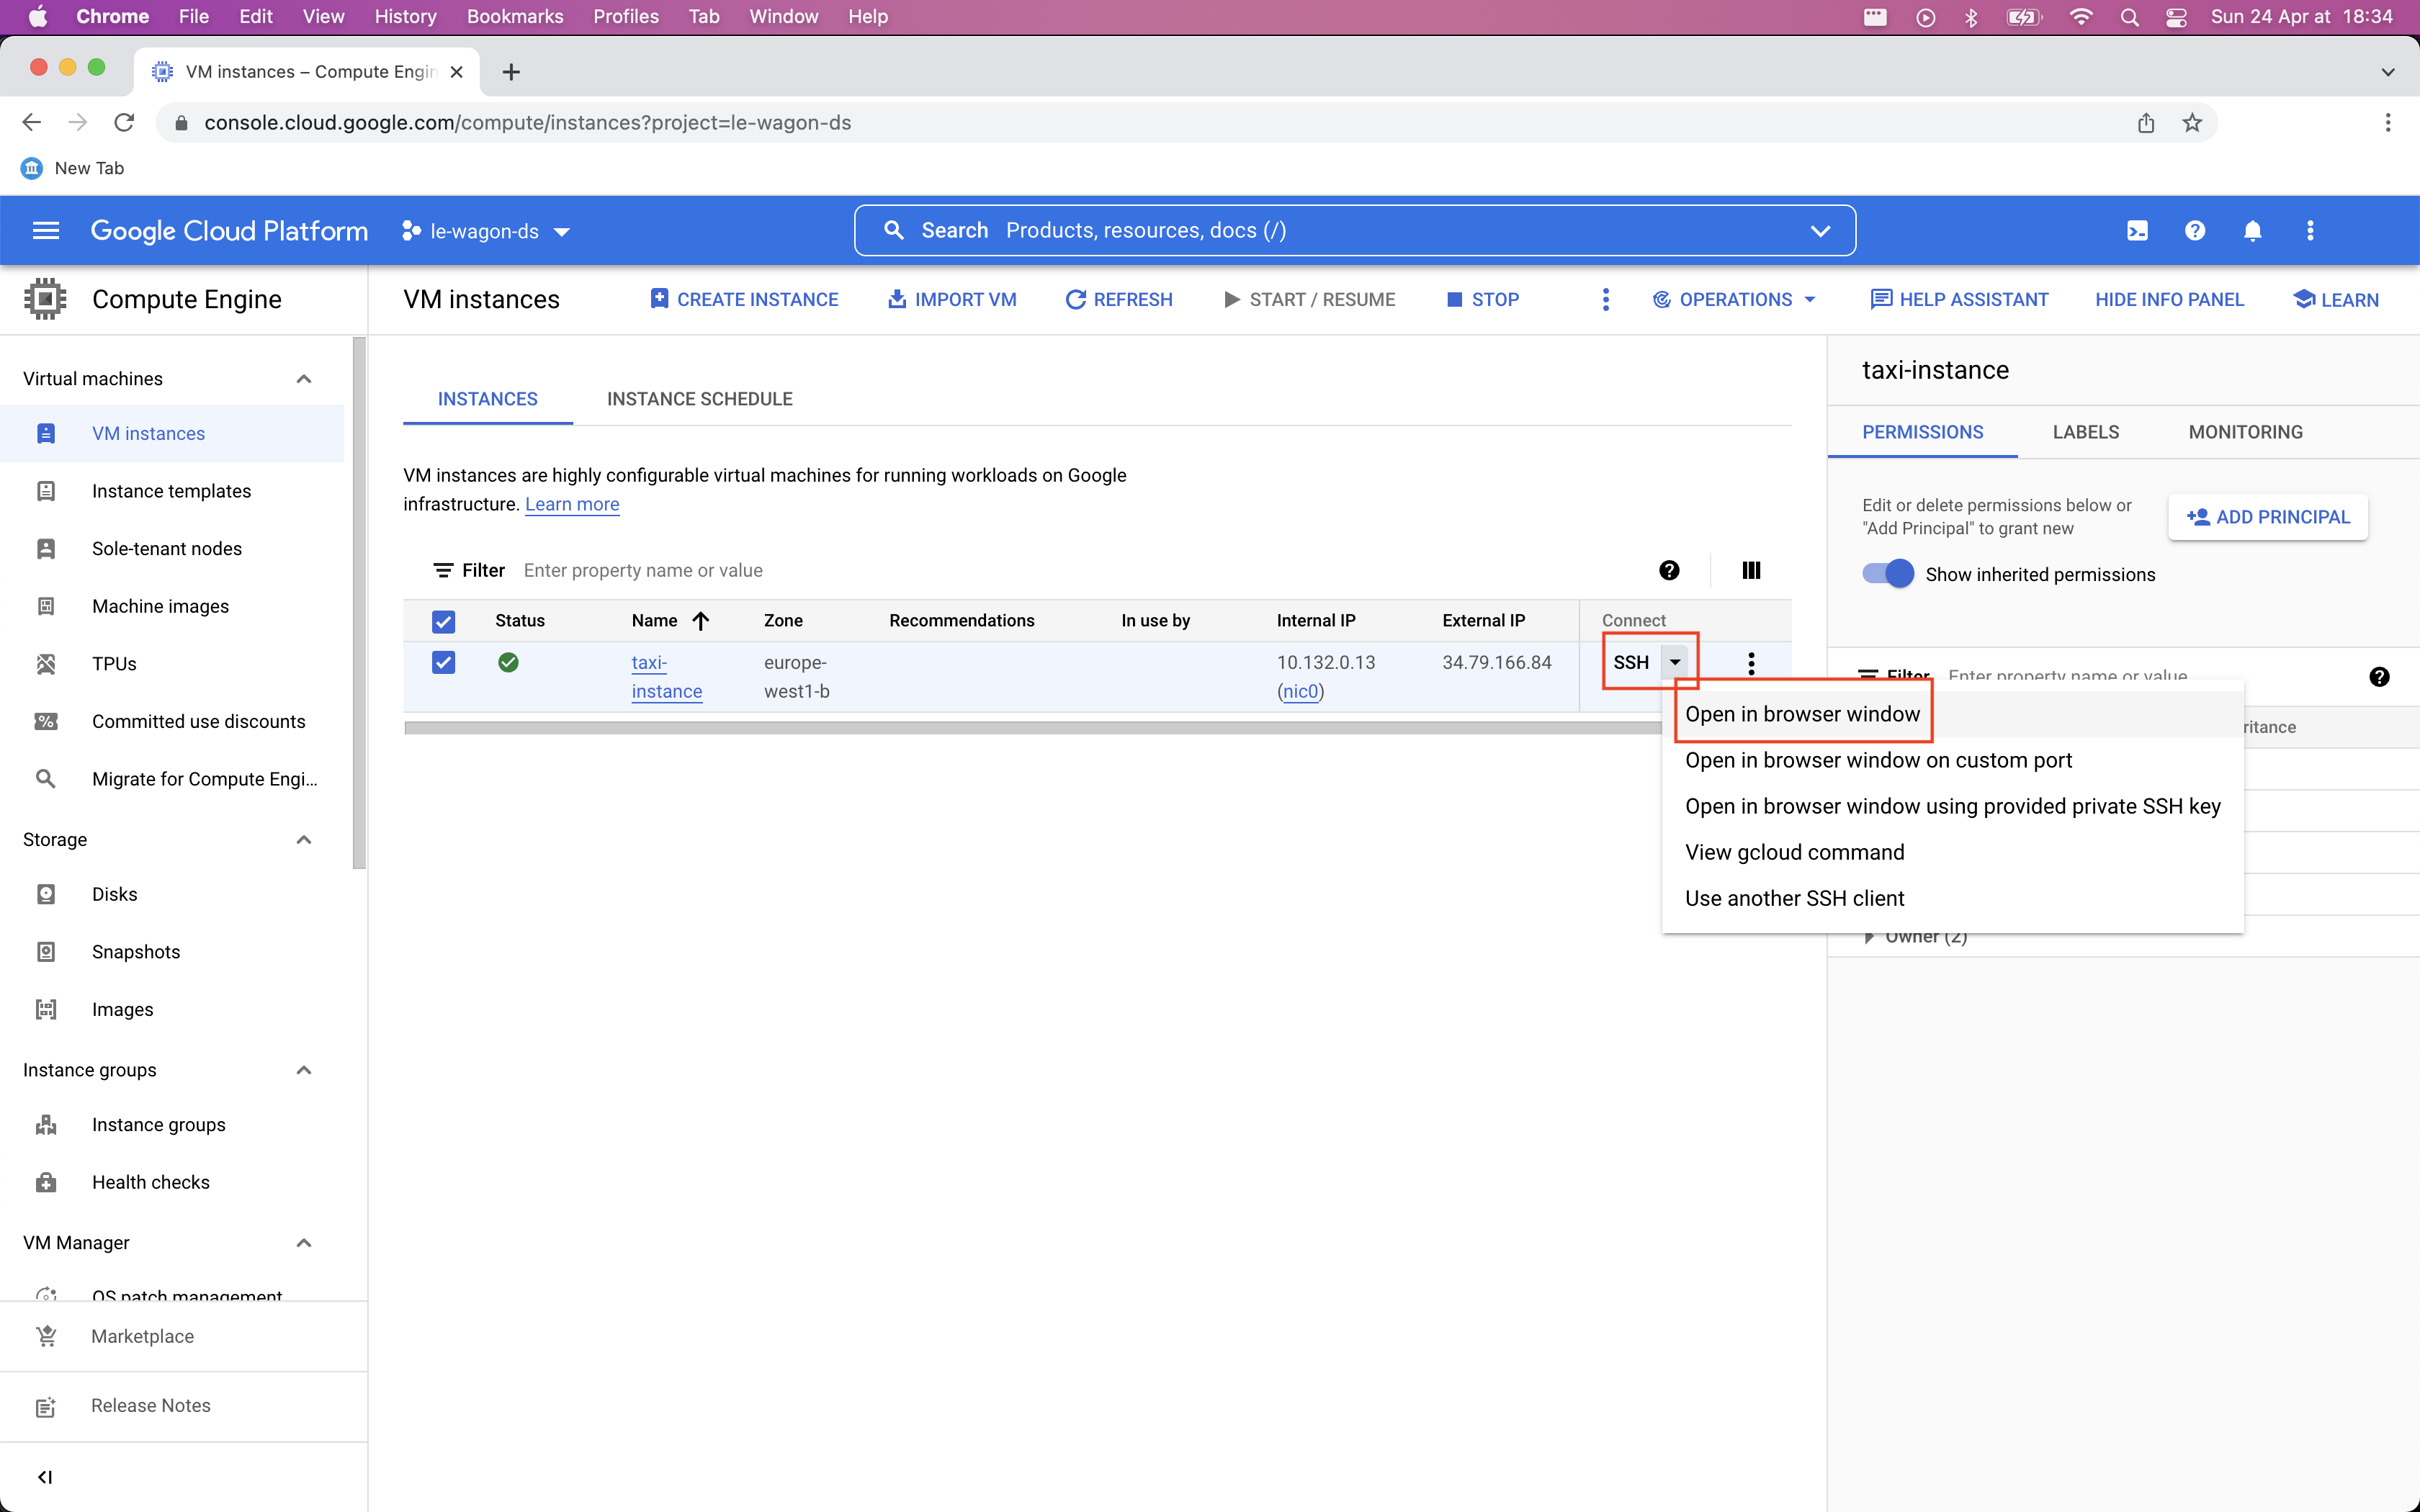 Chrome File Edit View History Bookmarks Profiles Tab Window Help Sun 24 Apr at 18:34
VM instances – Compute Engin
console.cloud.google.com/compute/instances?project=le-wagon-ds
New Tab
Google Cloud Platform le-wagon-ds Search Products, resources, docs (/)
Compute Engine
VM instances CREATE INSTANCE IMPORT VM REFRESH START / RESUME STOP OPERATIONS HELP ASSISTANT HIDE INFO PANEL LEARN
Virtual machines
VM instances
Instance templates
Sole-tenant nodes
Machine images
TPUs
Committed use discounts
Migrate for Compute Engi...
Storage
Disks
Snapshots
Images
Instance groups
Instance groups
Health checks
VM Manager
OS patch management
Marketplace
Release Notes
INSTANCES INSTANCE SCHEDULE
VM instances are highly configurable virtual machines for running workloads on Google
infrastructure. Learn more
Filter Enter property name or value
Status Name Zone Recommendations In use by Internal IP External IP Connect
taxi- europe- 10.132.0.13 34.79.166.84 SSH
instance west1-b (nic0)
Open in browser window
Open in browser window on custom port
Open in browser window using provided private SSH key
View gcloud command
Use another SSH client
taxi-instance
PERMISSIONS LABELS MONITORING
Edit or delete permissions below or
"Add Principal" to grant new
ADD PRINCIPAL
Show inherited permissions
Filter Enter property name or value
ritance
Owner (2)